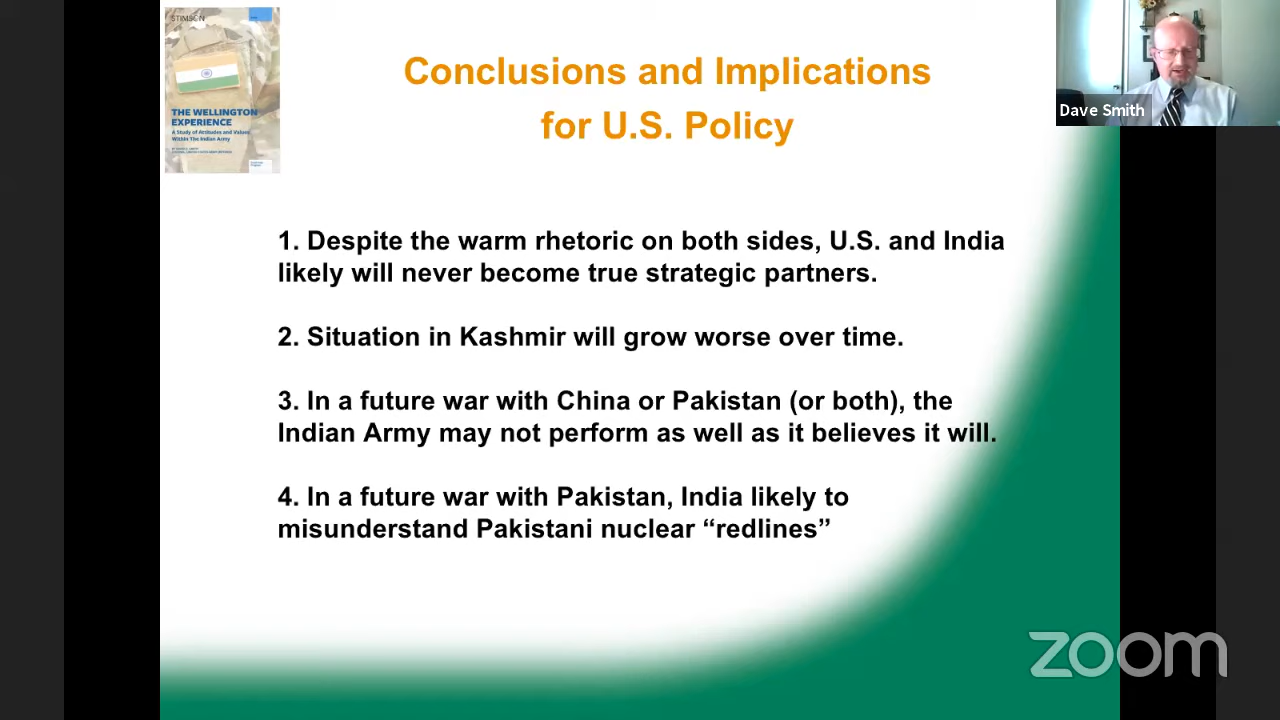 STIMSON
THE WELLINGTON
EXPERIENCE
A Study of Attitudes and Values
Within The Indian Army
Conclusions and Implications
for U.S. Policy
Dave Smith
1. Despite the warm rhetoric on both sides, U.S. and India
likely will never become true strategic partners.
2. Situation in Kashmir will grow worse over time.
3. In a future war with China or Pakistan (or both), the
Indian Army may not perform as well as it believes it will.
4. In a future war with Pakistan, India likely to
misunderstand Pakistani nuclear “redlines”
zoom